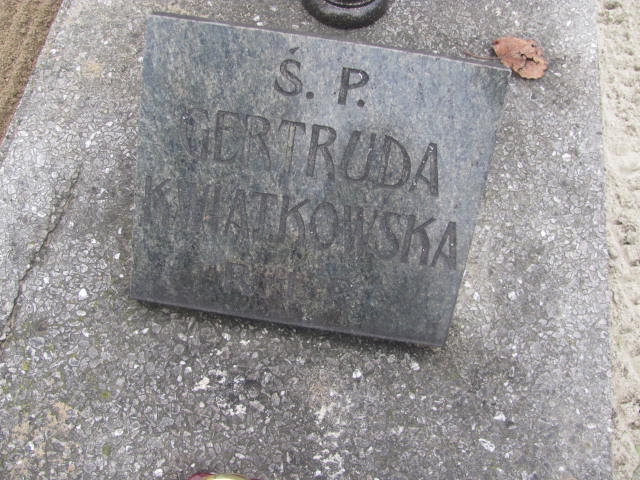 Ś. P.
GERTRUDA
KWIATKOWSKA